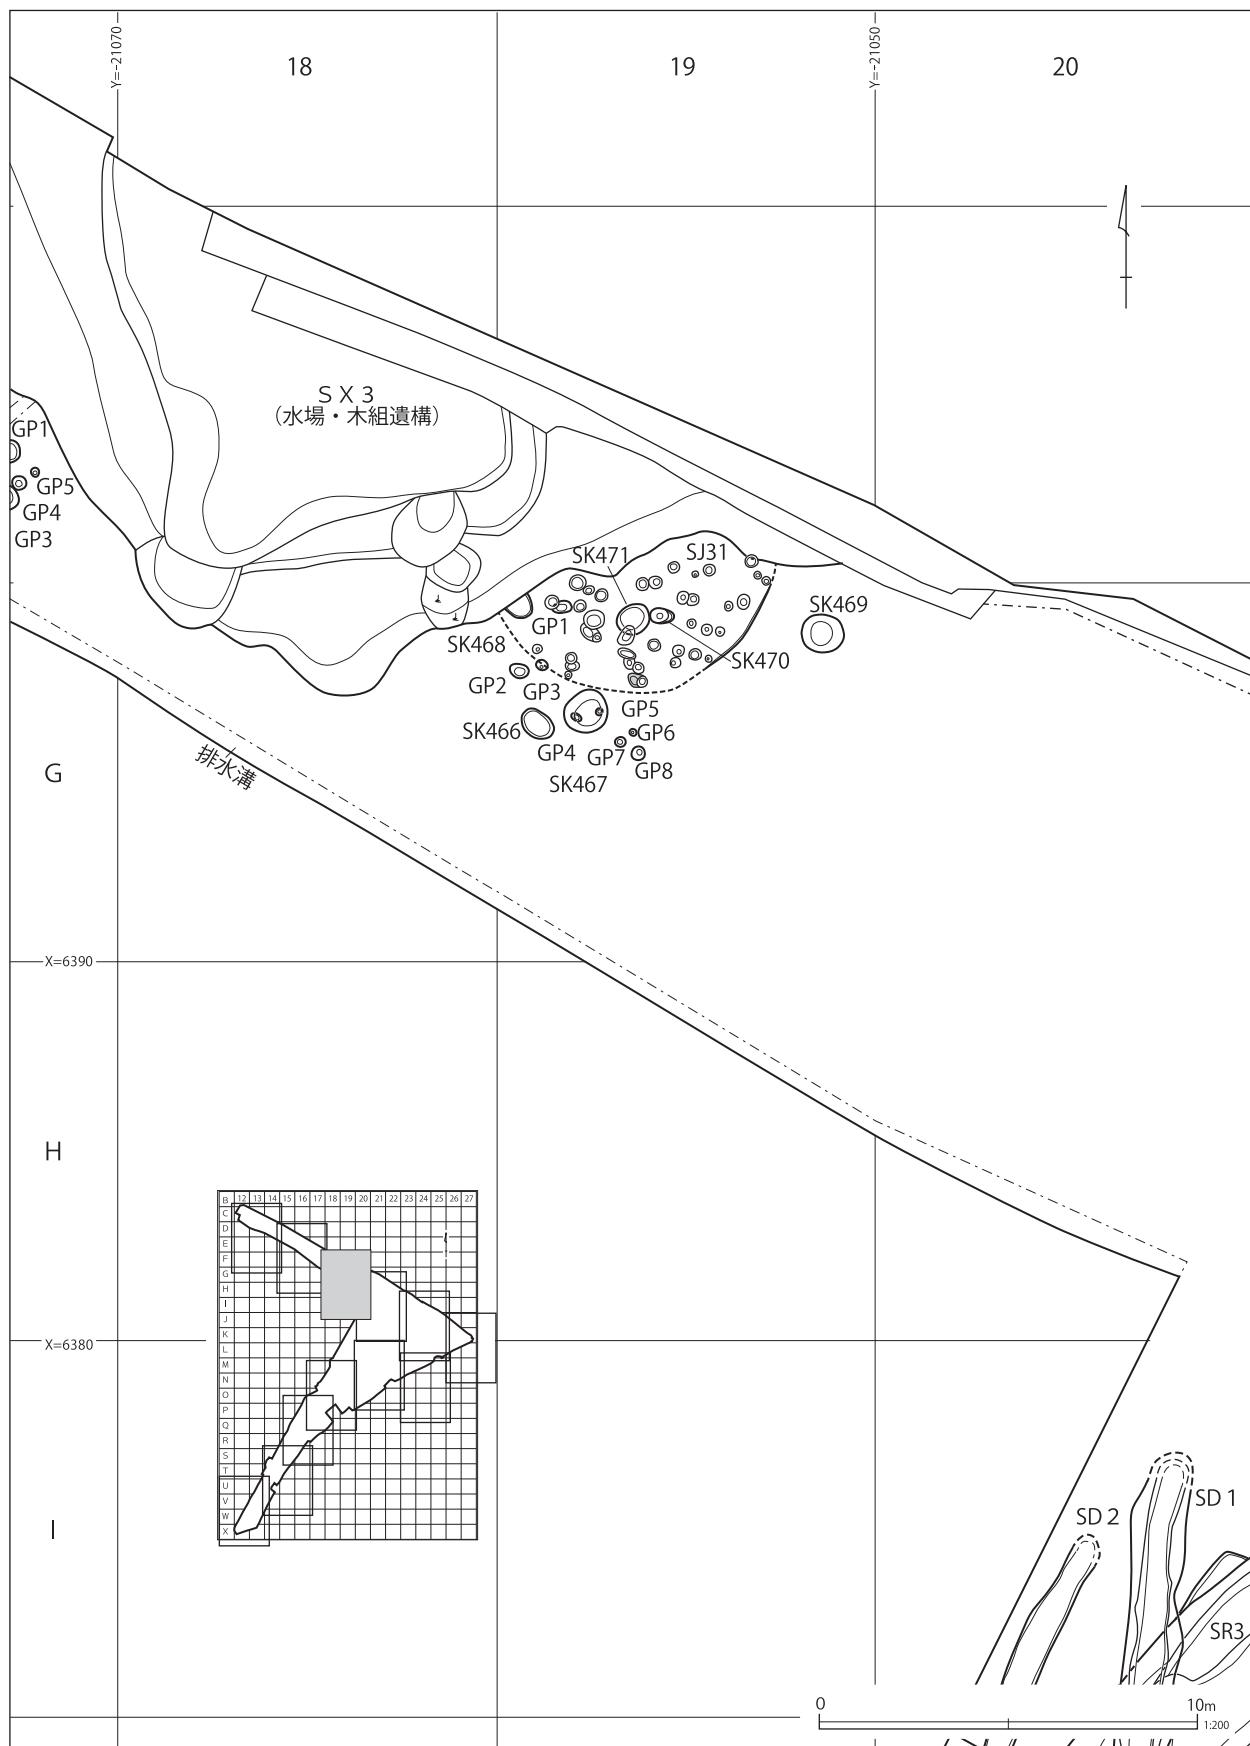 Y=-21070
18
19
Y=-21050
20
ＳＸ３
（水場・木組遺構）
GP1
GP5
GP4
GP3
SK471
SJ31
SK469
GP1
SK468
SK470
GP2
GP3
GP5
SK466
GP6
GP4
GP7
GP8
SK467
排水溝
G
X=6390
H
B 12 13 14 15 16 17 18 19 20 21 22 23 24 25 26 27
C
D
E
F
G
H
I
J
K
L
M
N
O
P
Q
R
S
T
U
V
W
X
X=6380
I
SD 1
SD 2
SR3
0
10m
1:200